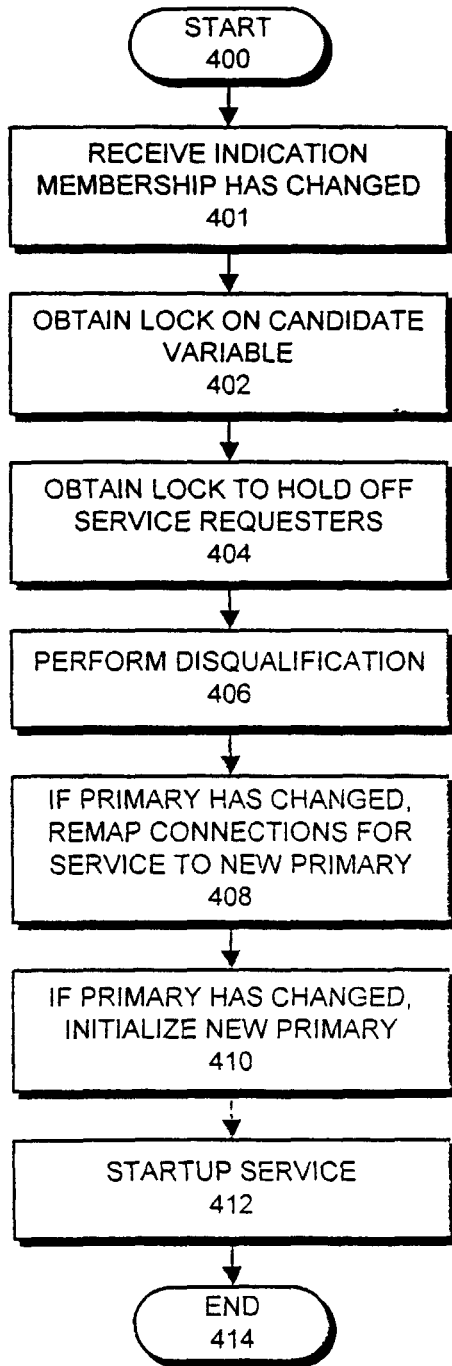 START
400
RECEIVE INDICATION
MEMBERSHIP HAS CHANGED
401
OBTAIN LOCK ON CANDIDATE
VARIABLE
402
OBTAIN LOCK TO HOLD OFF
SERVICE REQUESTERS
404
PERFORM DISQUALIFICATION
406
IF PRIMARY HAS CHANGED,
REMAP CONNECTIONS FOR
SERVICE TO NEW PRIMARY
408
IF PRIMARY HAS CHANGED,
INITIALIZE NEW PRIMARY
410
STARTUP SERVICE
412
END
414